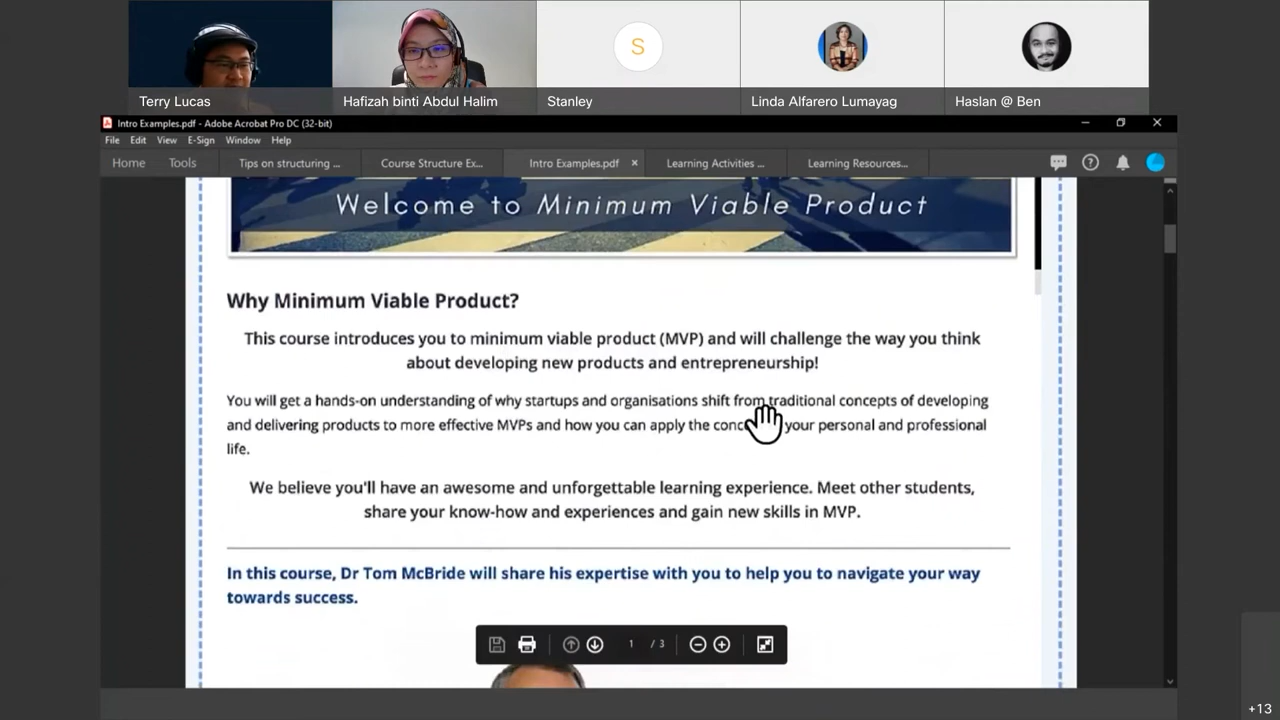 S
Terry Lucas
Hafizah binti Abdul Halim
Stanley
Linda Alfarero Lumayag
Haslan @ Ben
Intro Examples.pdf - Adobe Acrobat Pro DC (32-bit)
File Edit View E-Sign Window Help
Home Tools Tips on structuring ... Course Structure Ex... Intro Examples.pdf × Learning Activities ... Learning Resources...
Welcome to Minimum Viable Product
Why Minimum Viable Product?
This course introduces you to minimum viable product (MVP) and will challenge the way you think
about developing new products and entrepreneurship!
You will get a hands-on understanding of why startups and organisations shift from traditional concepts of developing
and delivering products to more effective MVPs and how you can apply the conc your personal and professional
life.
We believe you'll have an awesome and unforgettable learning experience. Meet other students,
share your know-how and experiences and gain new skills in MVP.
In this course, Dr Tom McBride will share his expertise with you to help you to navigate your way
towards success.
1 / 3
+13